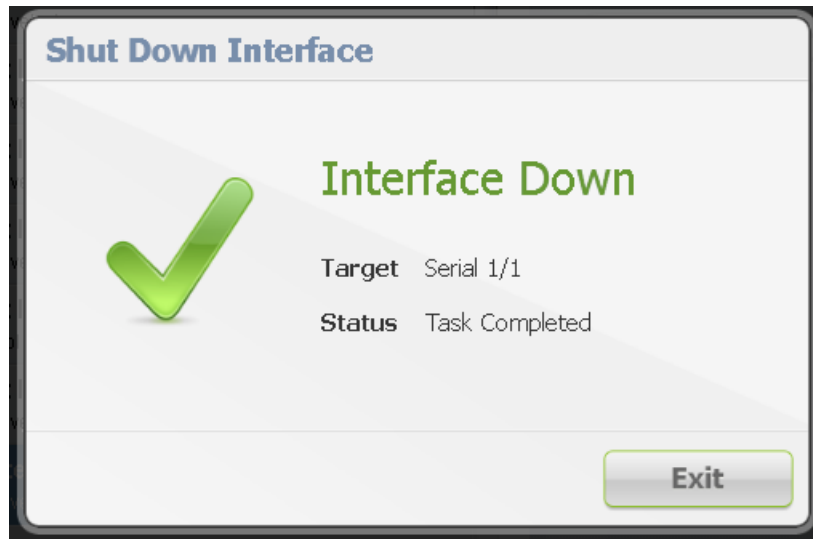 Shut Down Interface
Interface Down
Target Serial 1/1
Status Task Completed
Exit